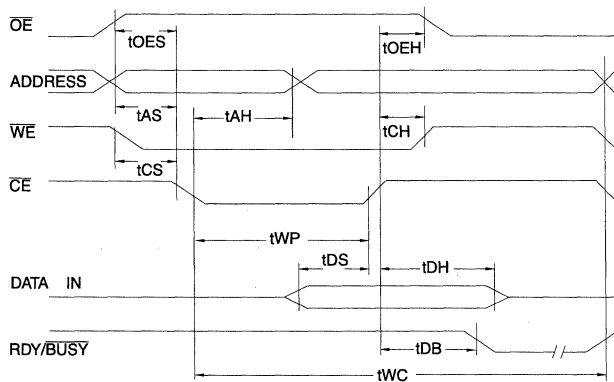 OE
tOES
tOEH
ADDRESS
tAS
tAH
tCH
WE
tCS
CE
tWP
tDS
tDH
DATA IN
RDY/BUSY
tDB
tWC